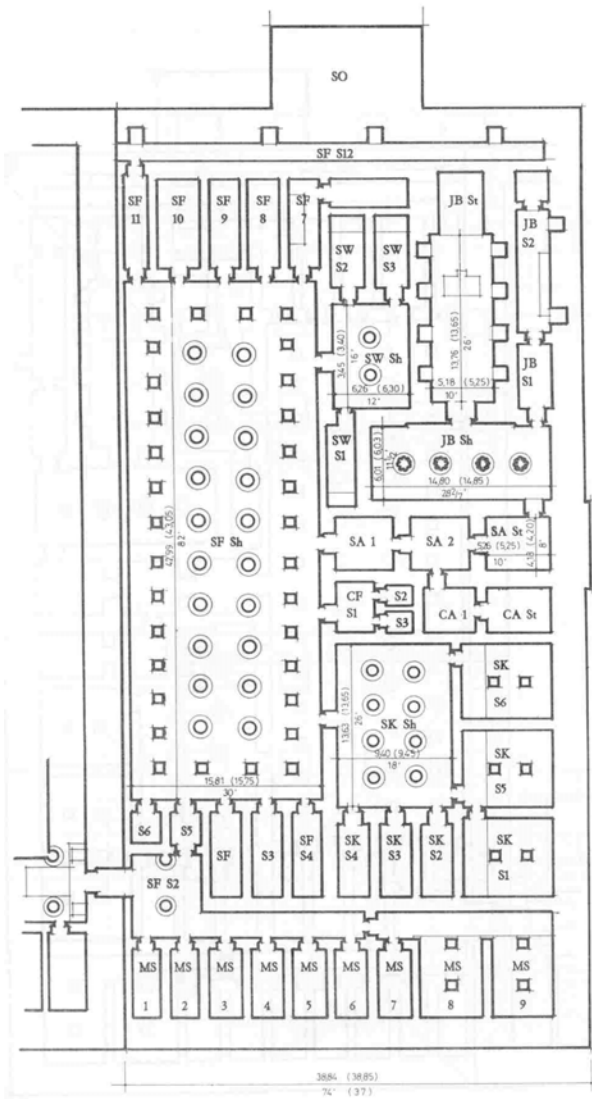 SO
SF S12
SF
11
SF
10
SF
9
SF
8
SF
7
SW
S2
SW
S3
JB St
JB
S2
13,76 (13,65)
26'
5,18 (5,25)
10'
JB
S1
3,45 (3,40)
16'
SW Sh
6,26 (6,30)
12'
SW
S1
JB Sh
6,01 (6,03)
14,80 (14,85)
28 2/7'
42,99 (43,05)
82'
SF Sh
SA 1
SA 2
SA St
5,26 (5,25)
10'
4,18 (4,20)
8'
CF
S1
S2
S3
CA 1
CA St
SK Sh
13,63 (13,65)
26'
9,40 (9,45)
18'
SK
S6
SK
S5
SK
S1
15,81 (15,75)
30'
S6
S5
SF
S3
SF
S4
SK
S4
SK
S3
SK
S2
SF S2
MS
1
MS
2
MS
3
MS
4
MS
5
MS
6
MS
7
MS
8
MS
9
38,84 (38,85)
74' (37)